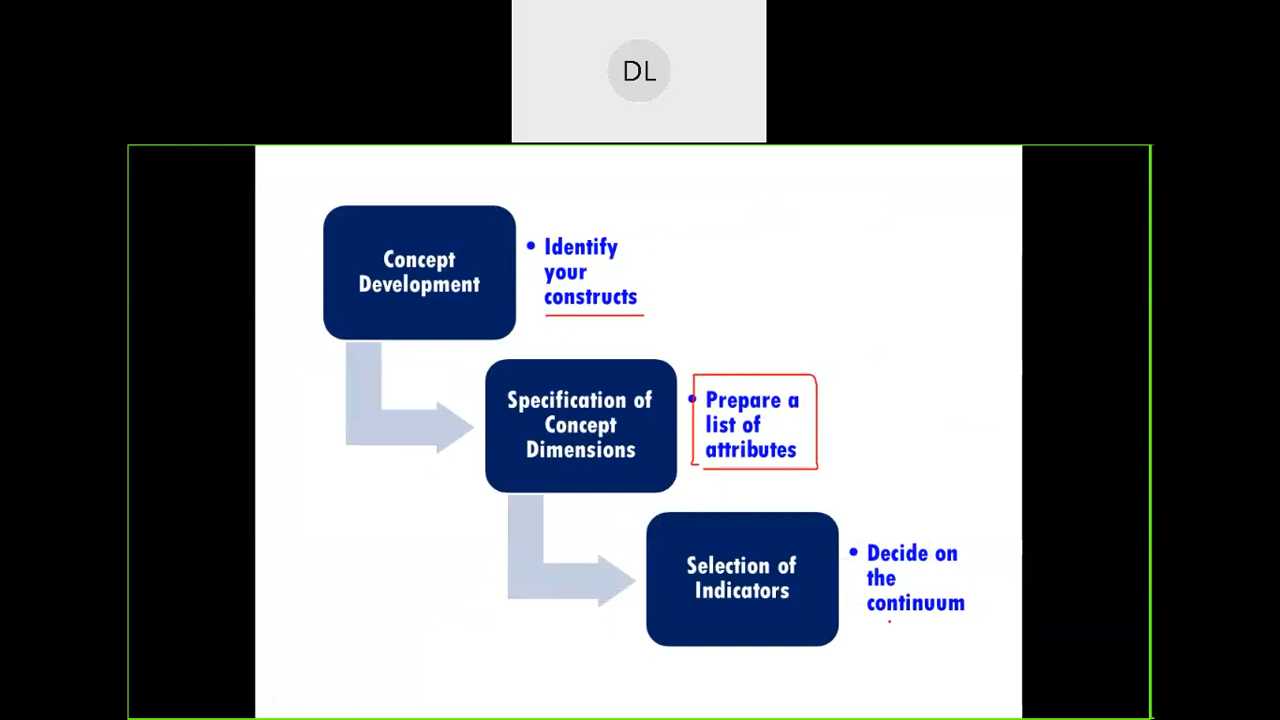 DL
Concept
Development
• Identify
your
constructs
Specification of
Concept
Dimensions
• Prepare a
list of
attributes
Selection of
Indicators
• Decide on
the
continuum